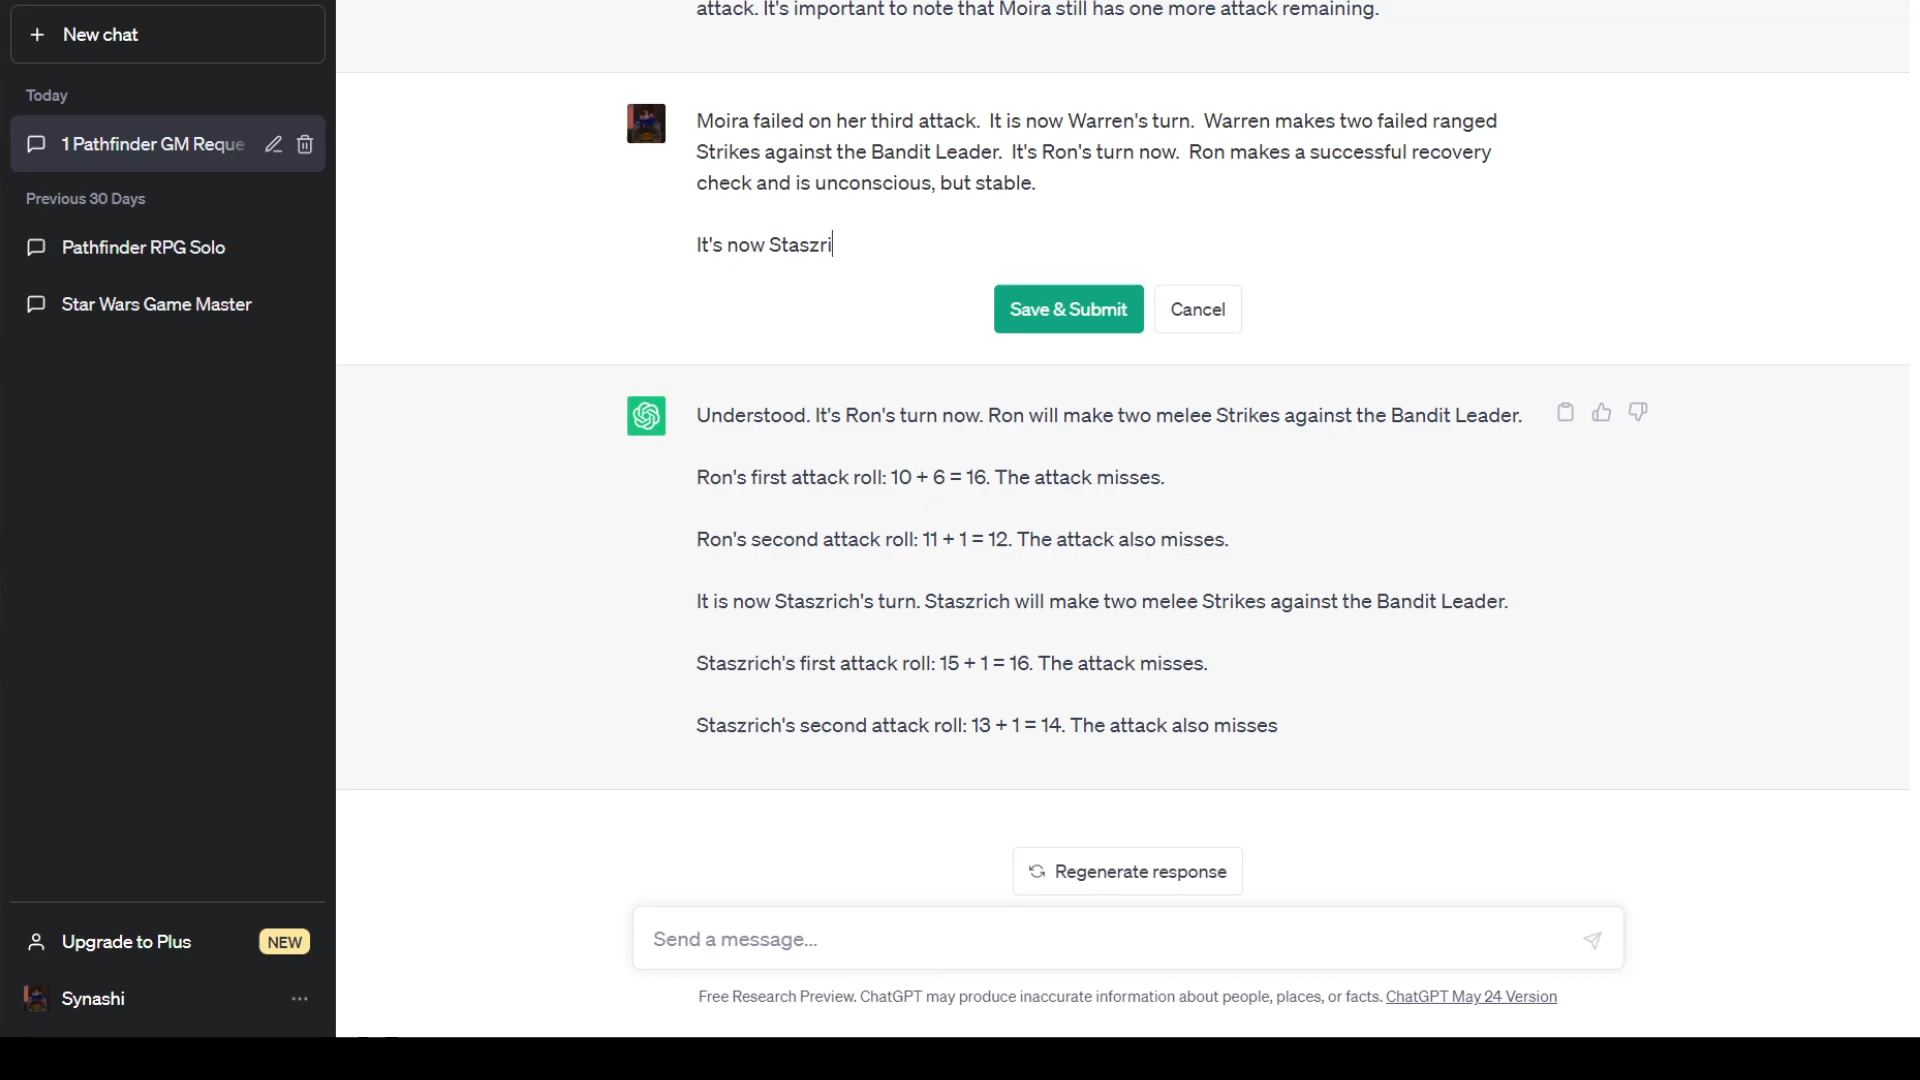 New chat
Today
1 Pathfinder GM Reque
Previous 30 Days
Pathfinder RPG Solo
Star Wars Game Master
Upgrade to Plus
NEW
Synashi
attack. It's important to note that Moira still has one more attack remaining.
Moira failed on her third attack.  It is now Warren's turn.  Warren makes two failed ranged
Strikes against the Bandit Leader.  It's Ron's turn now.  Ron makes a successful recovery
check and is unconscious, but stable.
It's now Staszri
Save & Submit
Cancel
Understood. It's Ron's turn now. Ron will make two melee Strikes against the Bandit Leader.
Ron's first attack roll: 10 + 6 = 16. The attack misses.
Ron's second attack roll: 11 + 1 = 12. The attack also misses.
It is now Staszrich's turn. Staszrich will make two melee Strikes against the Bandit Leader.
Staszrich's first attack roll: 15 + 1 = 16. The attack misses.
Staszrich's second attack roll: 13 + 1 = 14. The attack also misses
Regenerate response
Send a message...
Free Research Preview. ChatGPT may produce inaccurate information about people, places, or facts. ChatGPT May 24 Version